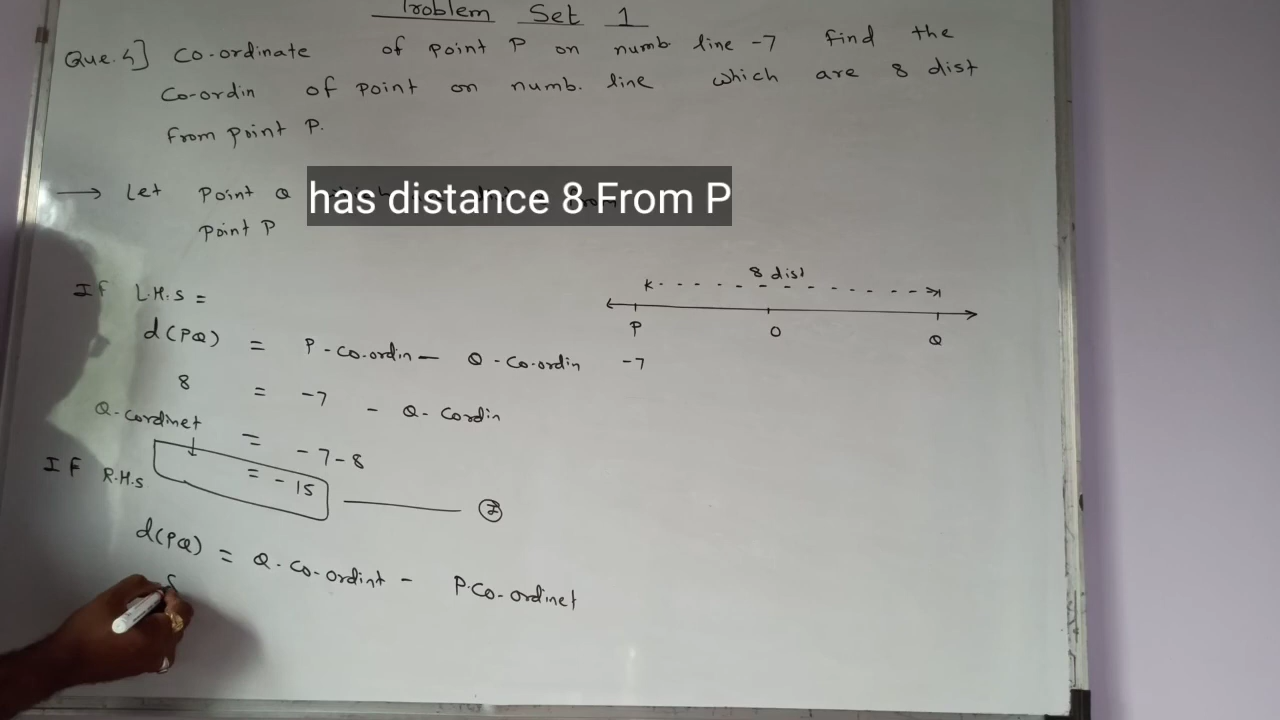 Problem Set 1
Que. 4] Co-ordinate of point P on numb line -7 find the
Co-ordin of point on numb. line which are 8 dist
from point P.
→ Let Point Q
has distance 8 From P
Point P
If L.H.S =
d(PQ) = P-co-ordin - Q-co-ordin
8 = -7 - Q-cordin
Q-cordinet = -7-8
= -15
8 dist
P O Q
-7
If R.H.S
d(PQ) = Q.co-ordint - P.co-ordinet